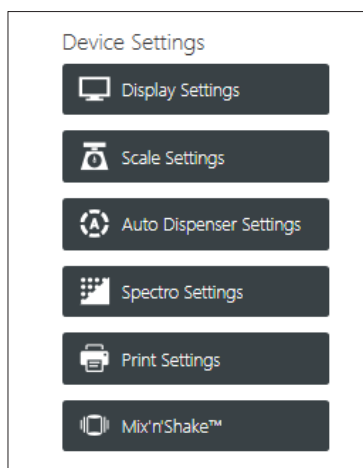 Device Settings
Display Settings
Scale Settings
Auto Dispenser Settings
Spectro Settings
Print Settings
Mix'n'Shake™